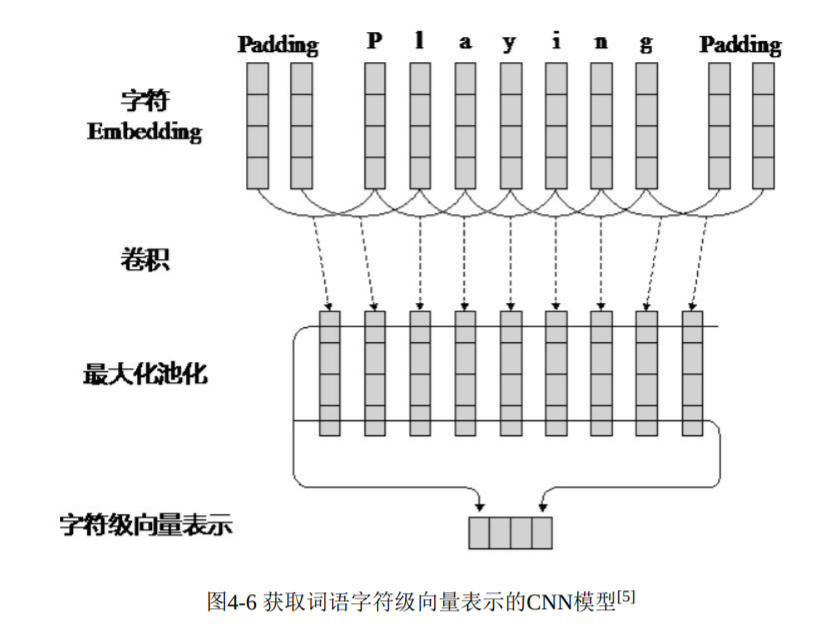 Padding P l a y i n g Padding
字符
Embedding
卷积
最大化池化
字符级向量表示
图4-6 获取词语字符级向量表示的CNN模型[5]